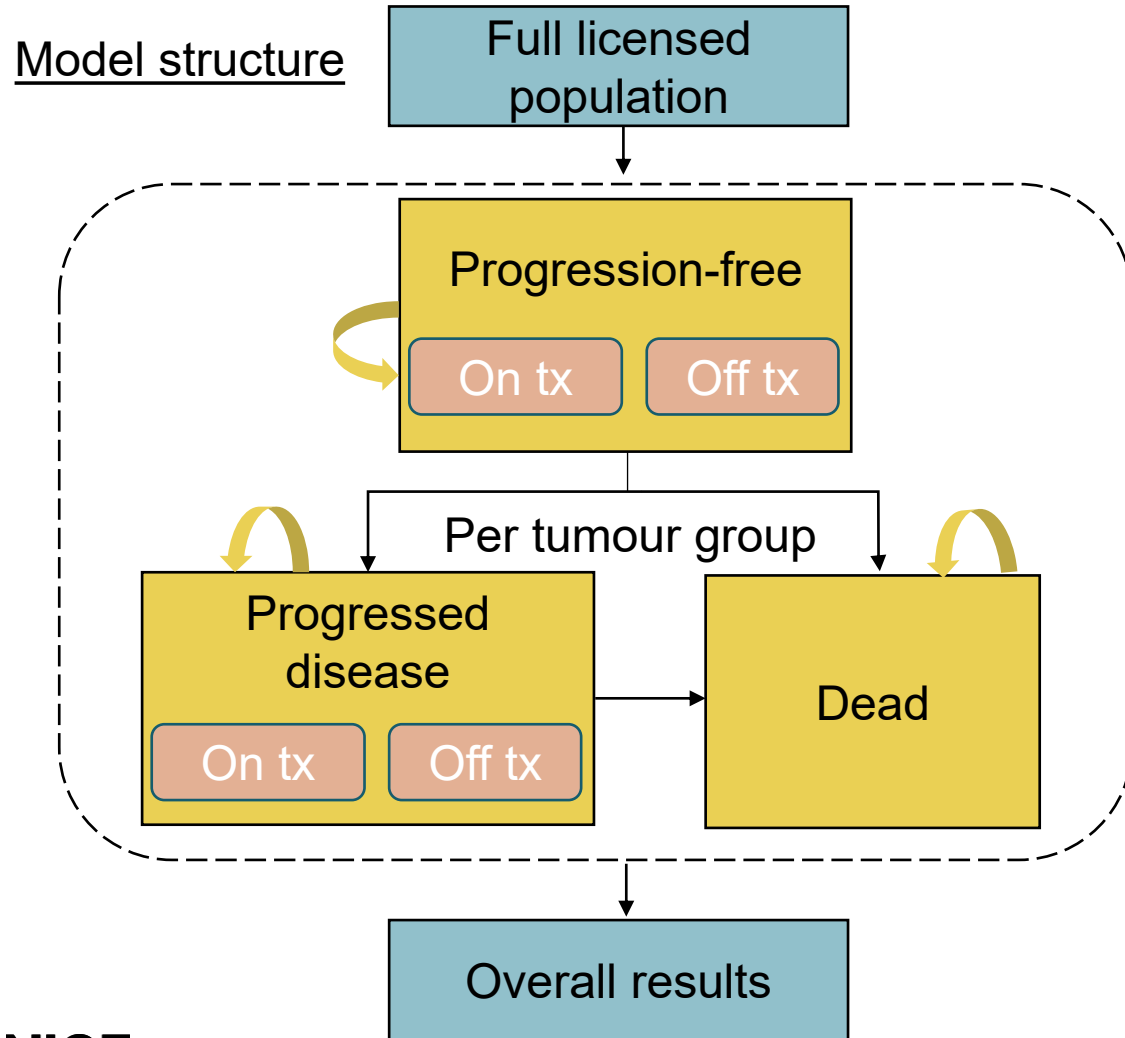 Model structure
Full licensed
population
Progression-free
On tx
Off tx
Per tumour group
Progressed
disease
On tx
Off tx
Dead
Overall results